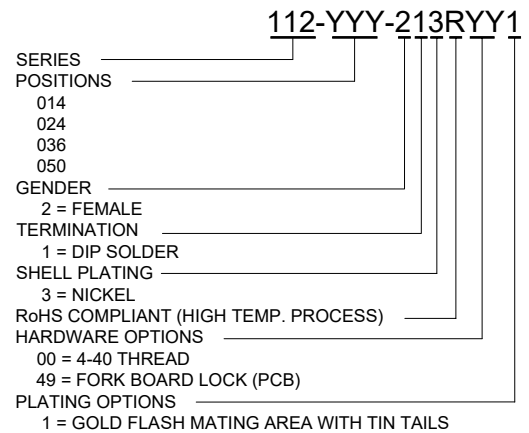 112-YYY-213RYY1
SERIES
POSITIONS
014
024
036
050
GENDER
2 = FEMALE
TERMINATION
1 = DIP SOLDER
SHELL PLATING
3 = NICKEL
RoHS COMPLIANT (HIGH TEMP. PROCESS)
HARDWARE OPTIONS
00 = 4-40 THREAD
49 = FORK BOARD LOCK (PCB)
PLATING OPTIONS
1 = GOLD FLASH MATING AREA WITH TIN TAILS